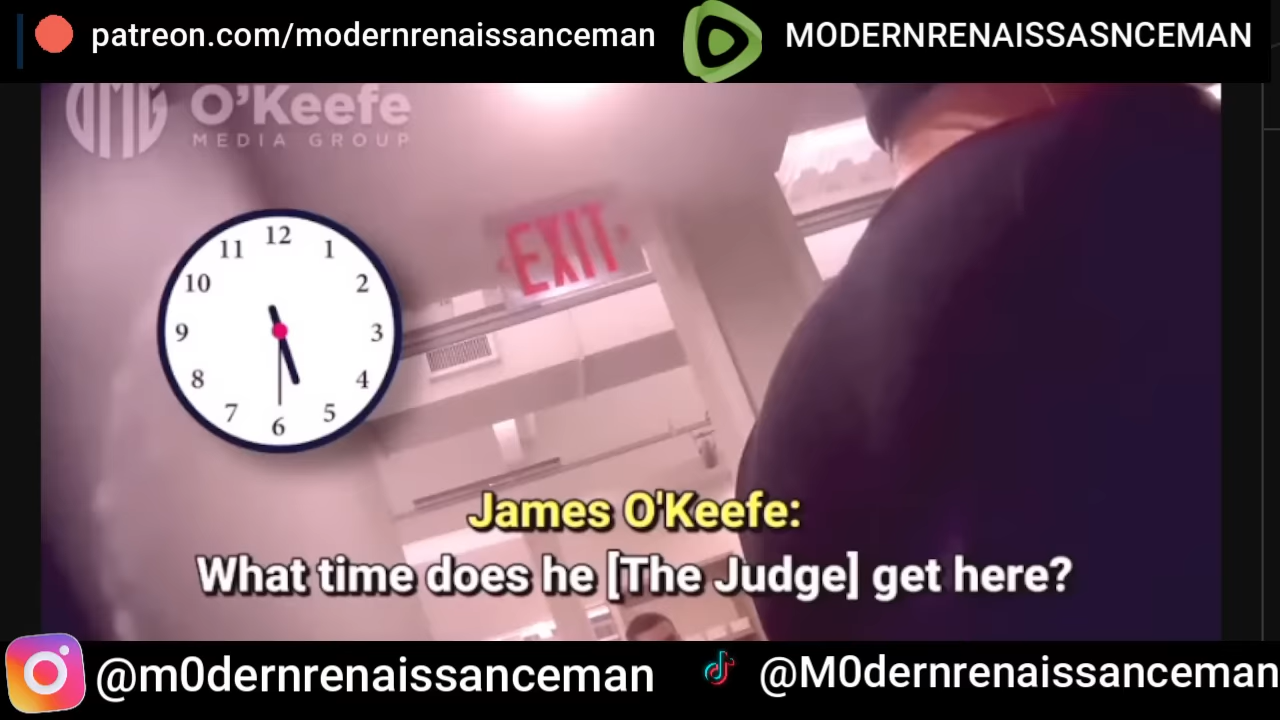 patreon.com/modernrenaissanceman
MODERNRENAISSASNCEMAN
OMG O'Keefe
MEDIA GROUP
EXIT
12
11 1
10 2
9 3
8 4
7 5
6
James O'Keefe:
What time does he [The Judge] get here?
@m0dernrenaissanceman
@M0dernrenaissanceman